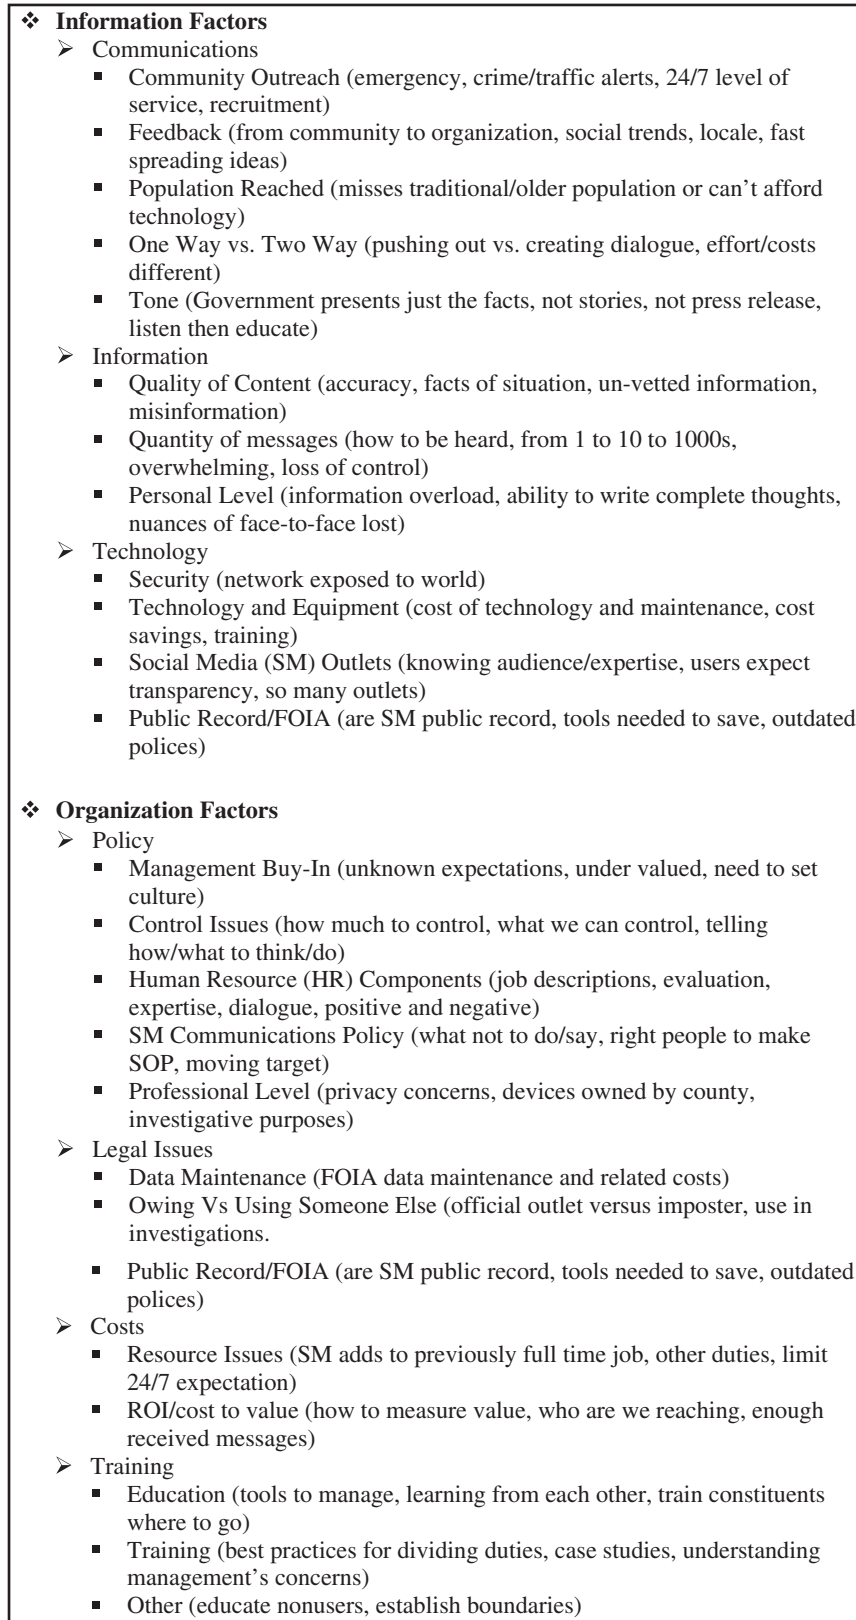 ❖ Information Factors
➢ Communications
▪ Community Outreach (emergency, crime/traffic alerts, 24/7 level of
service, recruitment)
▪ Feedback (from community to organization, social trends, locale, fast
spreading ideas)
▪ Population Reached (misses traditional/older population or can’t afford
technology)
▪ One Way vs. Two Way (pushing out vs. creating dialogue, effort/costs
different)
▪ Tone (Government presents just the facts, not stories, not press release,
listen then educate)
➢ Information
▪ Quality of Content (accuracy, facts of situation, un-vetted information,
misinformation)
▪ Quantity of messages (how to be heard, from 1 to 10 to 1000s,
overwhelming, loss of control)
▪ Personal Level (information overload, ability to write complete thoughts,
nuances of face-to-face lost)
➢ Technology
▪ Security (network exposed to world)
▪ Technology and Equipment (cost of technology and maintenance, cost
savings, training)
▪ Social Media (SM) Outlets (knowing audience/expertise, users expect
transparency, so many outlets)
▪ Public Record/FOIA (are SM public record, tools needed to save, outdated
polices)
❖ Organization Factors
➢ Policy
▪ Management Buy-In (unknown expectations, under valued, need to set
culture)
▪ Control Issues (how much to control, what we can control, telling
how/what to think/do)
▪ Human Resource (HR) Components (job descriptions, evaluation,
expertise, dialogue, positive and negative)
▪ SM Communications Policy (what not to do/say, right people to make
SOP, moving target)
▪ Professional Level (privacy concerns, devices owned by county,
investigative purposes)
➢ Legal Issues
▪ Data Maintenance (FOIA data maintenance and related costs)
▪ Owing Vs Using Someone Else (official outlet versus imposter, use in
investigations.
▪ Public Record/FOIA (are SM public record, tools needed to save, outdated
polices)
➢ Costs
▪ Resource Issues (SM adds to previously full time job, other duties, limit
24/7 expectation)
▪ ROI/cost to value (how to measure value, who are we reaching, enough
received messages)
➢ Training
▪ Education (tools to manage, learning from each other, train constituents
where to go)
▪ Training (best practices for dividing duties, case studies, understanding
management’s concerns)
▪ Other (educate nonusers, establish boundaries)